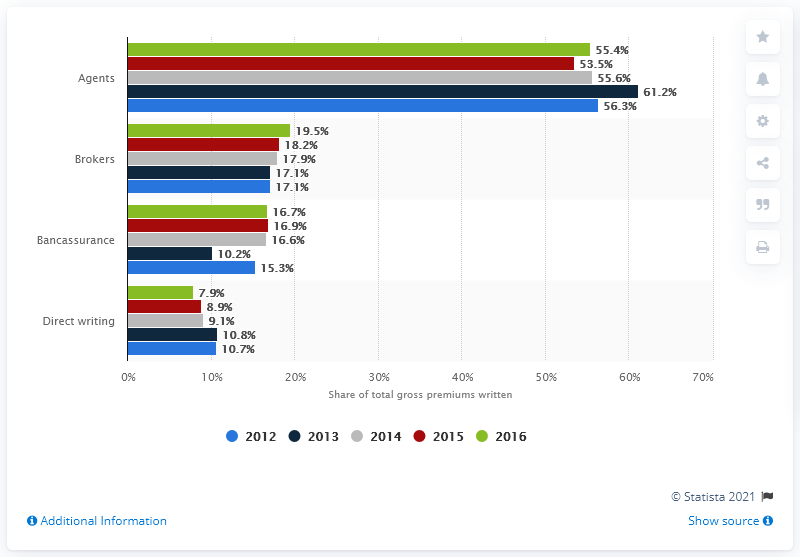 Agents
55.4%
53.5%
55.6%
61.2%
56.3%
Brokers
19.5%
18.2%
17.9%
17.1%
17.1%
Bancassurance
16.7%
16.9%
16.6%
10.2%
15.3%
Direct writing
7.9%
8.9%
9.1%
10.8%
10.7%
0% 10% 20% 30% 40% 50% 60% 70%
Share of total gross premiums written
2012 2013 2014 2015 2016
© Statista 2021
Additional Information
Show source